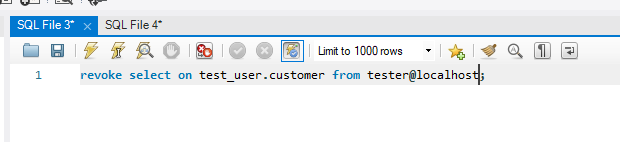 SQL File 3* SQL File 4*
Limit to 1000 rows
1 revoke select on test_user.customer from tester@localhost;